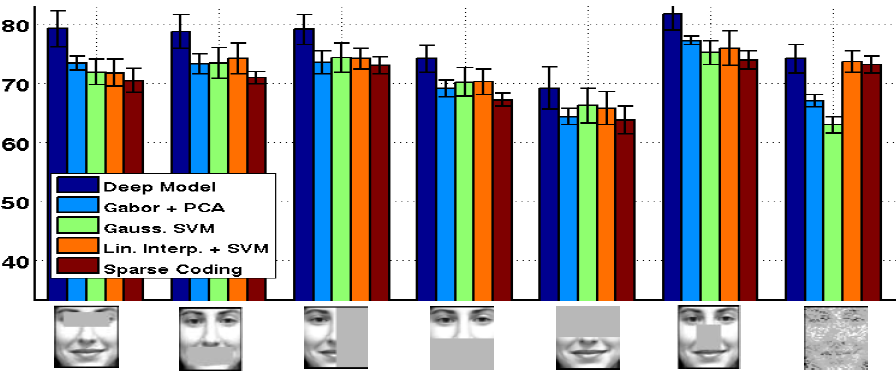 80
70
60
50
40
Deep Model
Gabor + PCA
Gauss. SVM
Lin. Interp. + SVM
Sparse Coding